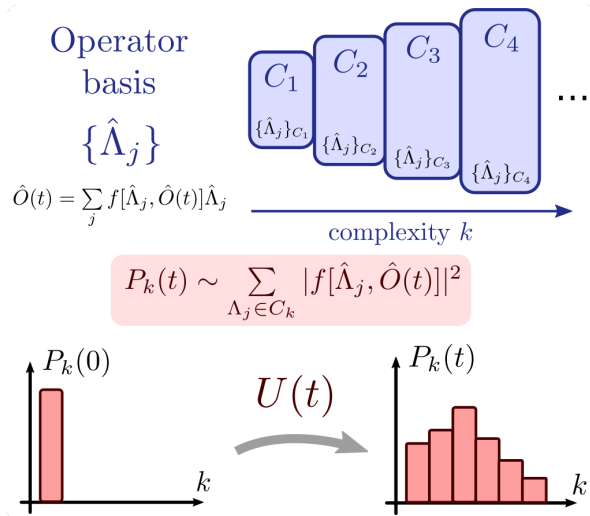 Operator
basis
{Λ̂_j}
Ô(t) = ∑_j f[Λ̂_j, Ô(t)]Λ̂_j
C_1 C_2 C_3 C_4 ...
{Λ̂_j}_{C_1} {Λ̂_j}_{C_2} {Λ̂_j}_{C_3} {Λ̂_j}_{C_4}
complexity k
P_k(t) ∼ ∑_{Λ_j∈C_k} |f[Λ̂_j, Ô(t)]|^2
P_k(0) k
U(t)
P_k(t) k